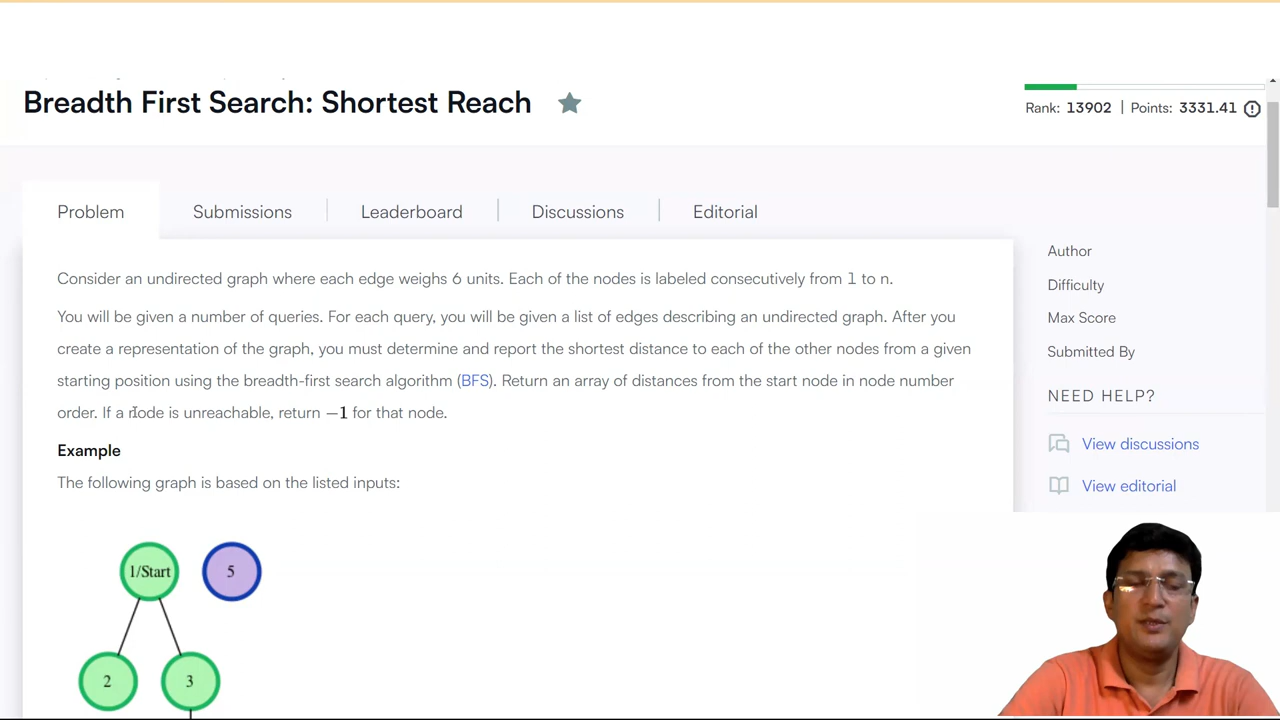 Breadth First Search: Shortest Reach
Rank: 13902 | Points: 3331.41
Problem
Submissions
Leaderboard
Discussions
Editorial
Consider an undirected graph where each edge weighs 6 units. Each of the nodes is labeled consecutively from 1 to n.
You will be given a number of queries. For each query, you will be given a list of edges describing an undirected graph. After you
create a representation of the graph, you must determine and report the shortest distance to each of the other nodes from a given
starting position using the breadth-first search algorithm (BFS). Return an array of distances from the start node in node number
order. If a node is unreachable, return −1 for that node.
Example
The following graph is based on the listed inputs:
1/Start
5
2
3
Author
Difficulty
Max Score
Submitted By
NEED HELP?
View discussions
View editorial